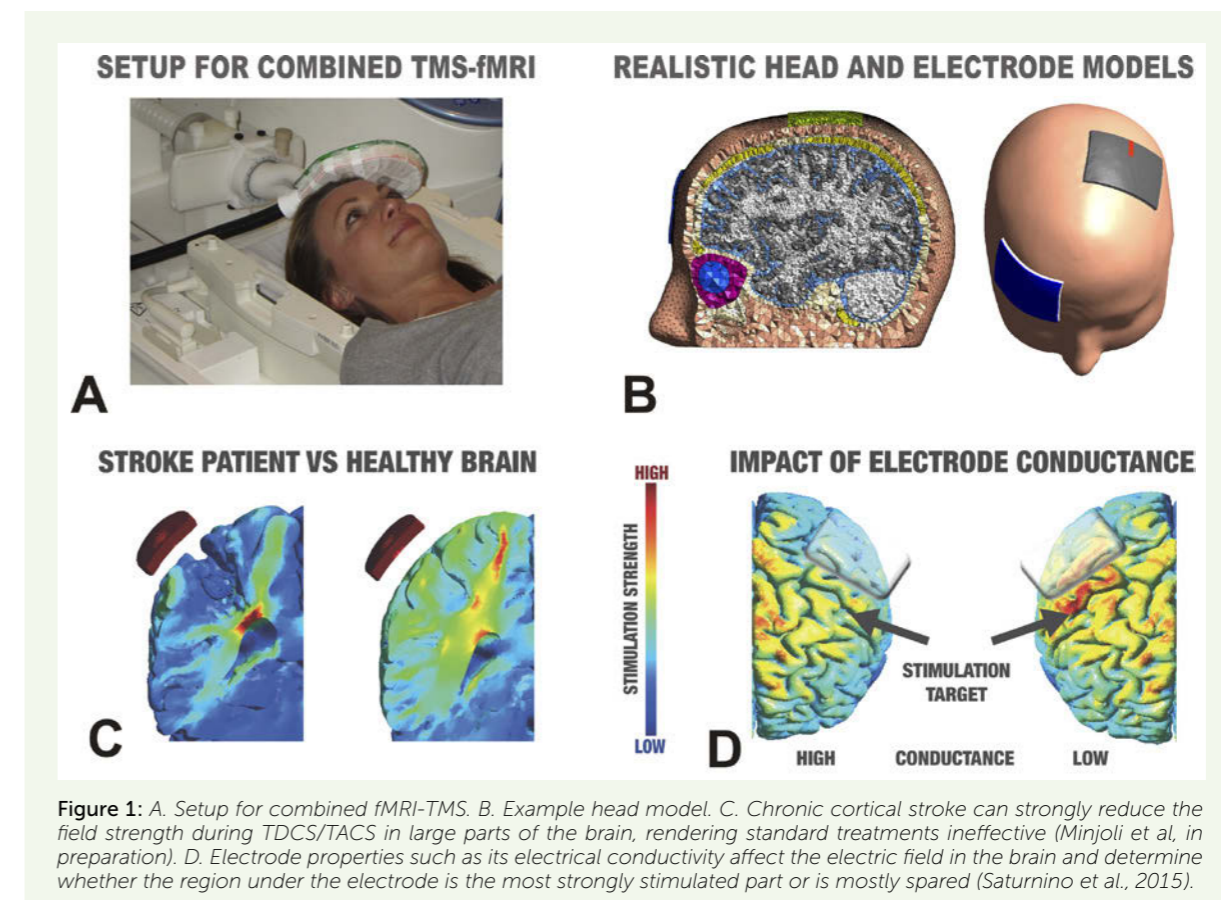 SETUP FOR COMBINED TMS-fMRI
REALISTIC HEAD AND ELECTRODE MODELS
A
B
STROKE PATIENT VS HEALTHY BRAIN
HIGH
STIMULATION STRENGTH
LOW
C
IMPACT OF ELECTRODE CONDUCTANCE
STIMULATION
TARGET
D
HIGH CONDUCTANCE LOW
Figure 1: A. Setup for combined fMRI-TMS. B. Example head model. C. Chronic cortical stroke can strongly reduce the
field strength during TDCS/TACS in large parts of the brain, rendering standard treatments ineffective (Minjoli et al, in
preparation). D. Electrode properties such as its electrical conductivity affect the electric field in the brain and determine
whether the region under the electrode is the most strongly stimulated part or is mostly spared (Saturnino et al., 2015).